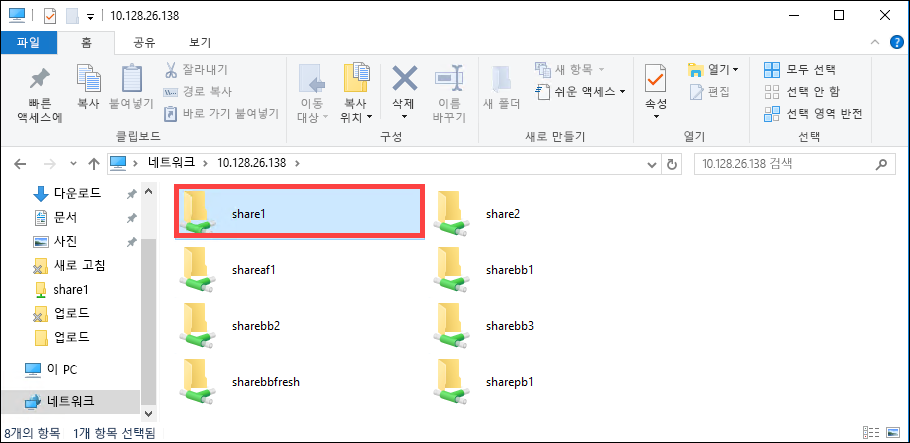 10.128.26.138
파일 홈 공유 보기
빠른 액세스에
복사
붙여넣기
잘라내기
경로 복사
바로 가기 붙여넣기
클립보드
이동 대상
복사 위치
삭제
이름 바꾸기
구성
새 폴더
새 항목
쉬운 액세스
새로 만들기
속성
열기
편집
열기
모두 선택
선택 안 함
선택 영역 반전
선택
네트워크 > 10.128.26.138 >
10.128.26.138 검색
다운로드
문서
사진
새로 고침
share1
업로드
업로드
이 PC
네트워크
share1
share2
shareaf1
sharebb1
sharebb2
sharebb3
sharebbfresh
sharepb1
8개의 항목 1개 항목 선택됨